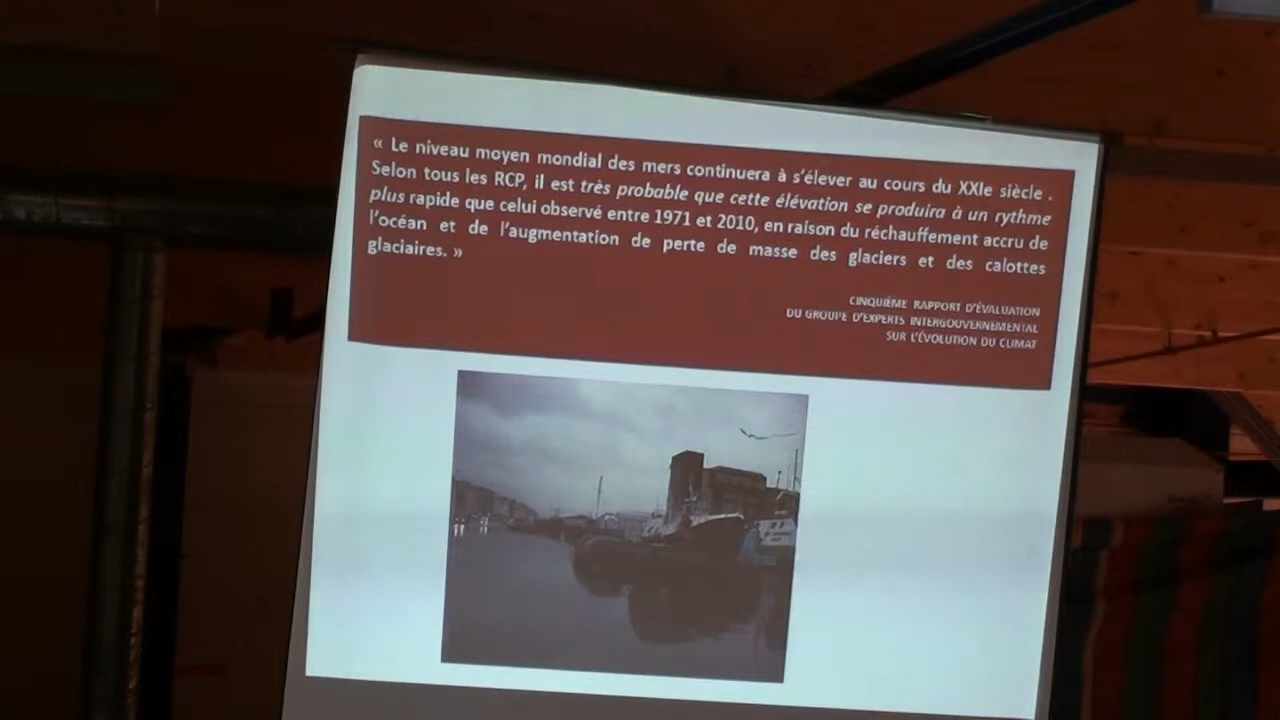 « Le niveau moyen mondial des mers continuera à s'élever au cours du XXIe siècle .
Selon tous les RCP, il est très probable que cette élévation se produira à un rythme
plus rapide que celui observé entre 1971 et 2010, en raison du réchauffement accru de
l'océan et de l'augmentation de perte de masse des glaciers et des calottes
glaciaires. »
CINQUIÈME RAPPORT D'ÉVALUATION
DU GROUPE D'EXPERTS INTERGOUVERNEMENTAL
SUR L'ÉVOLUTION DU CLIMAT